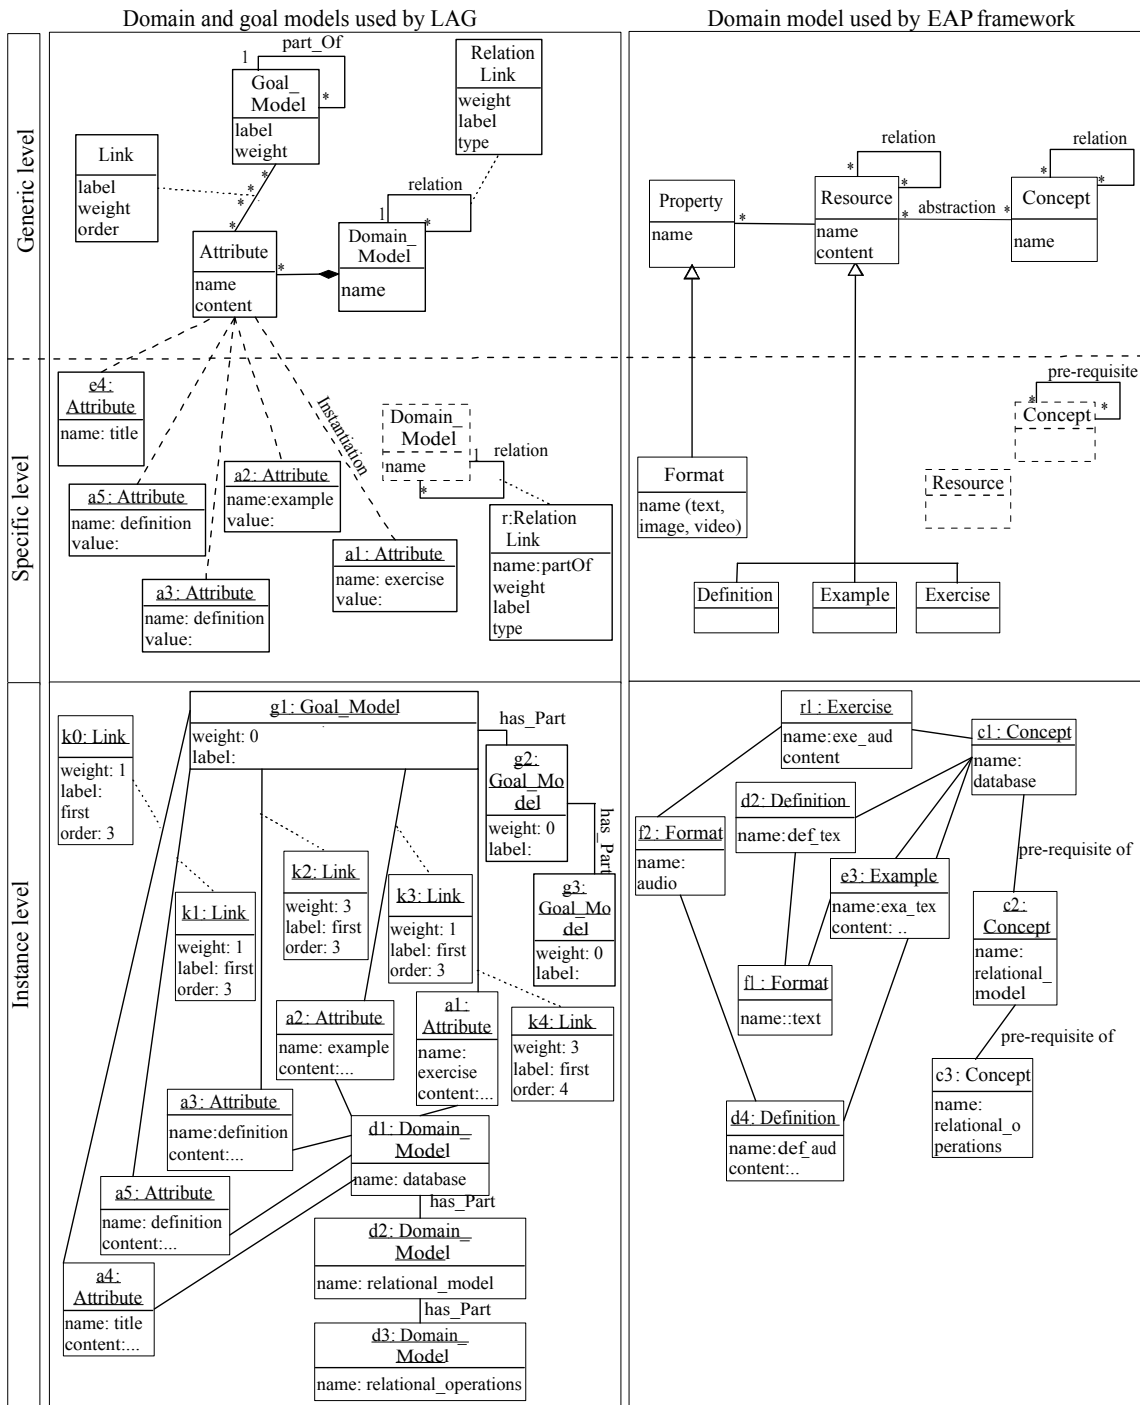 Domain and goal models used by LAG
Domain model used by EAP framework
Generic level
part_Of
1
*
Goal_
Model
label
weight
Relation
Link
weight
label
type
Link
label
weight
order
*
*
*
*
relation
1
*
Attribute
name
content
*
Domain_
Model
name
Property
name
*
relation
*
*
Resource
name
content
*
abstraction
*
relation
*
*
Concept
name
Specific level
e4:
Attribute
name: title
a5: Attribute
name: definition
value:
a2: Attribute
name:example
value:
a3: Attribute
name: definition
value:
Instantiation
a1: Attribute
name: exercise
value:
Domain_
Model
name
1
*
relation
r:Relation
Link
name:partOf
weight
label
type
Format
name (text,
image, video)
pre-requisite
*
*
Concept
Resource
Definition
Example
Exercise
Instance level
g1: Goal_Model
weight: 0
label:
has_Part
g2:
Goal_Mod
el
weight: 0
label:
has_Part
g3:
Goal_Mo
del
weight: 0
label:
k0: Link
weight: 1
label:
first
order: 3
k1: Link
weight: 1
label: first
order: 3
k2: Link
weight: 3
label: first
order: 3
k3: Link
weight: 1
label: first
order: 3
k4: Link
weight: 3
label: first
order: 4
a2: Attribute
name: example
content:...
a1:
Attribute
name:
exercise
content:...
a3: Attribute
name:definition
content:...
a5: Attribute
name: definition
content:...
a4:
Attribute
name: title
content:...
d1: Domain_
Model
name: database
has_Part
d2: Domain_
Model
name: relational_model
has_Part
d3: Domain_
Model
name: relational_operations
r1: Exercise
name:exe_aud
content
c1: Concept
name:
database
d2: Definition
name:def_tex
f2: Format
name:
audio
e3: Example
name:exa_tex
content: ..
f1: Format
name::text
pre-requisite of
c2:
Concept
name:
relational_
model
pre-requisite of
c3: Concept
name:
relational_o
perations
d4: Definition
name:def_aud
content:..